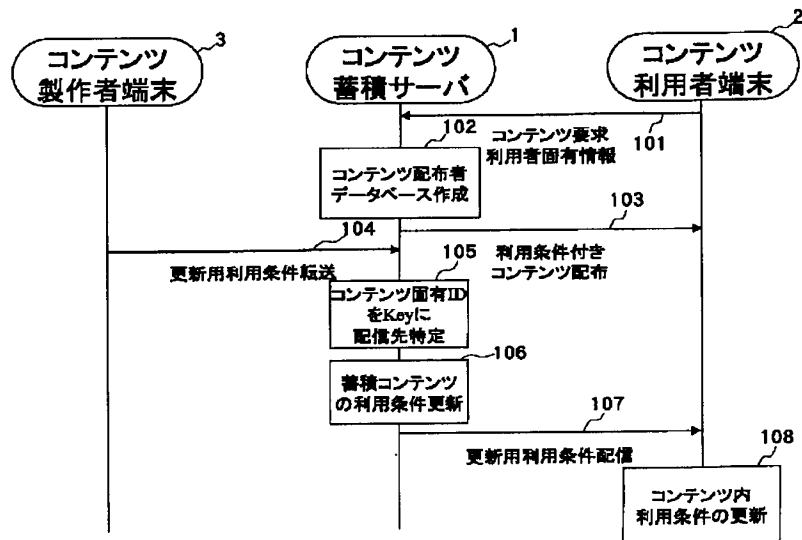 3
コンテンツ
製作者端末
1
コンテンツ
蓄積サーバ
2
コンテンツ
利用者端末
101
コンテンツ要求
利用者固有情報
102
コンテンツ配布者
データベース作成
103
利用条件付き
コンテンツ配布
104
更新用利用条件転送
105
コンテンツ固有ID
をKeyに
配信先特定
106
蓄積コンテンツ
の利用条件更新
107
更新用利用条件配信
108
コンテンツ内
利用条件の更新